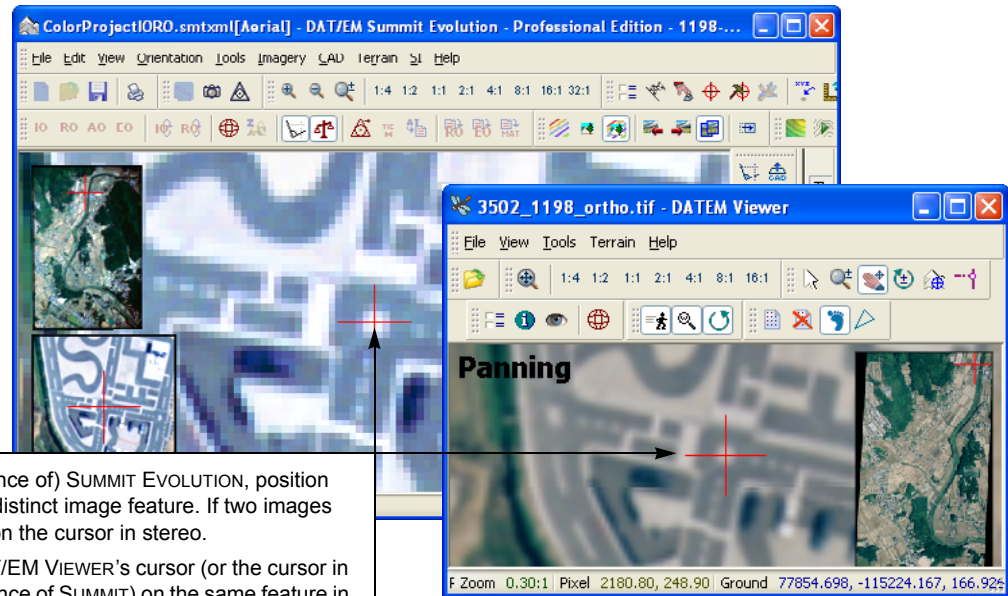 ColorProjectIORO.smtxml[Aerial] - DAT/EM Summit Evolution - Professional Edition - 1198-...
File Edit View Orientation Tools Imagery CAD Terrain SI Help
1:4 1:2 1:1 2:1 4:1 8:1 16:1 32:1
IO RO AO EO
3502_1198_ortho.tif - DATEM Viewer
File View Tools Terrain Help
1:4 1:2 1:1 2:1 4:1 8:1 16:1
Panning
Zoom 0.30:1 Pixel 2180.80, 248.90 Ground 77854.698, -115224.167, 166.924
nce of) SUMMIT EVOLUTION, position
distinct image feature. If two images
on the cursor in stereo.
T/EM VIEWER's cursor (or the cursor in
nce of SUMMIT) on the same feature in